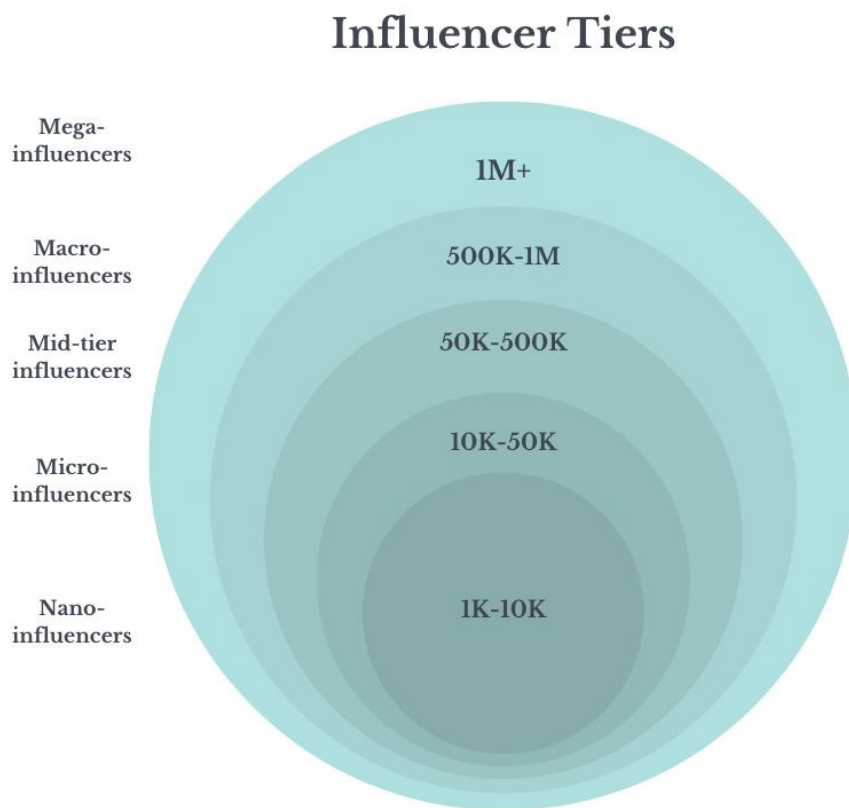 Influencer Tiers
Mega-
influencers
1M+
Macro-
influencers
500K-1M
Mid-tier
influencers
50K-500K
Micro-
influencers
10K-50K
Nano-
influencers
1K-10K